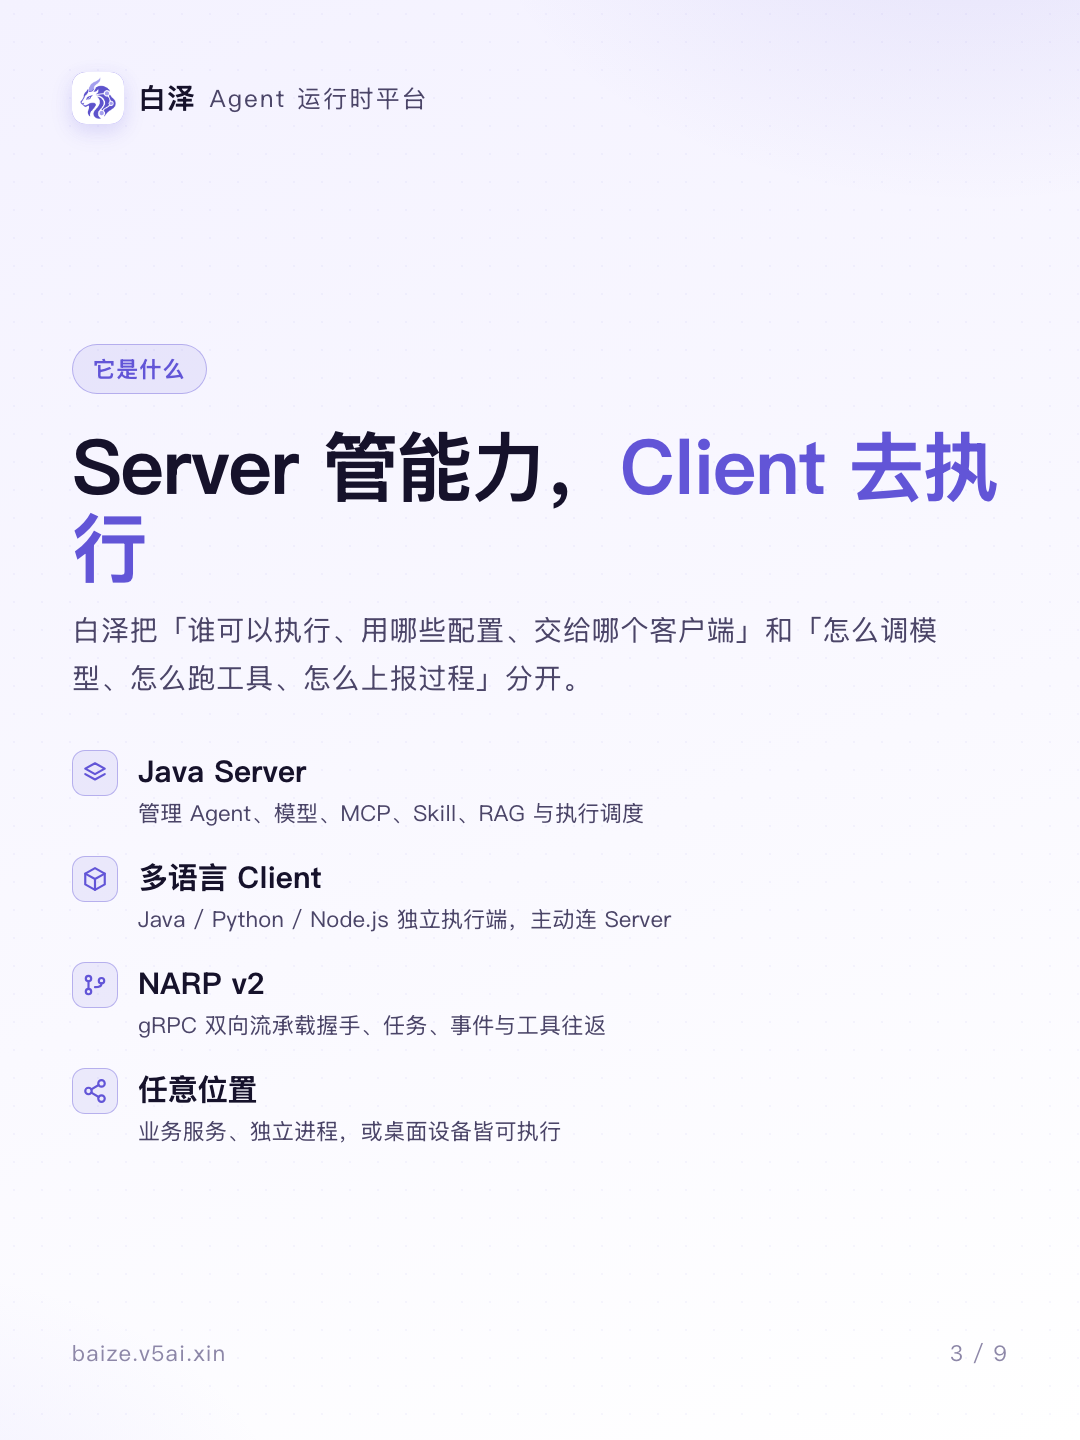 白泽 Agent 运行时平台
它是什么
Server 管能力，Client 去执
行
白泽把「谁可以执行、用哪些配置、交给哪个客户端」和「怎么调模
型、怎么跑工具、怎么上报过程」分开。
Java Server
管理 Agent、模型、MCP、Skill、RAG 与执行调度
多语言 Client
Java / Python / Node.js 独立执行端，主动连 Server
NARP v2
gRPC 双向流承载握手、任务、事件与工具往返
任意位置
业务服务、独立进程，或桌面设备皆可执行
baize.v5ai.xin
3 / 9